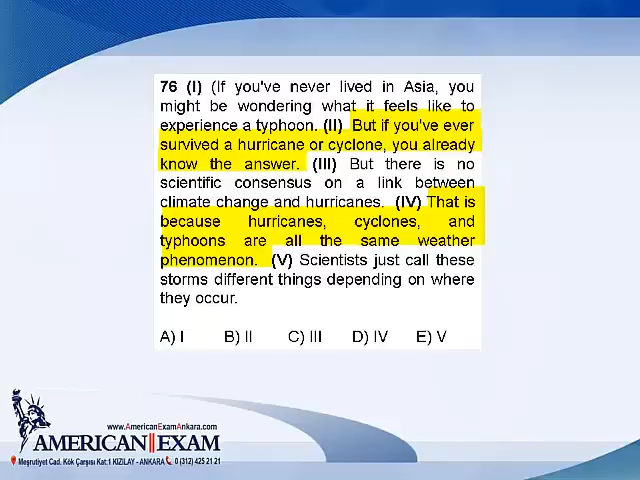 76 (I) (If you've never lived in Asia, you
might be wondering what it feels like to
experience a typhoon. (II) But if you've ever
survived a hurricane or cyclone, you already
know the answer. (III) But there is no
scientific consensus on a link between
climate change and hurricanes. (IV) That is
because hurricanes, cyclones, and
typhoons are all the same weather
phenomenon. (V) Scientists just call these
storms different things depending on where
they occur.
A) I B) II C) III D) IV E) V
www.AmericanExamAnkara.com
AMERICAN EXAM
Meşrutiyet Cad. Kök Çarşısı Kat:1 KIZILAY - ANKARA 0 (312) 425 21 21